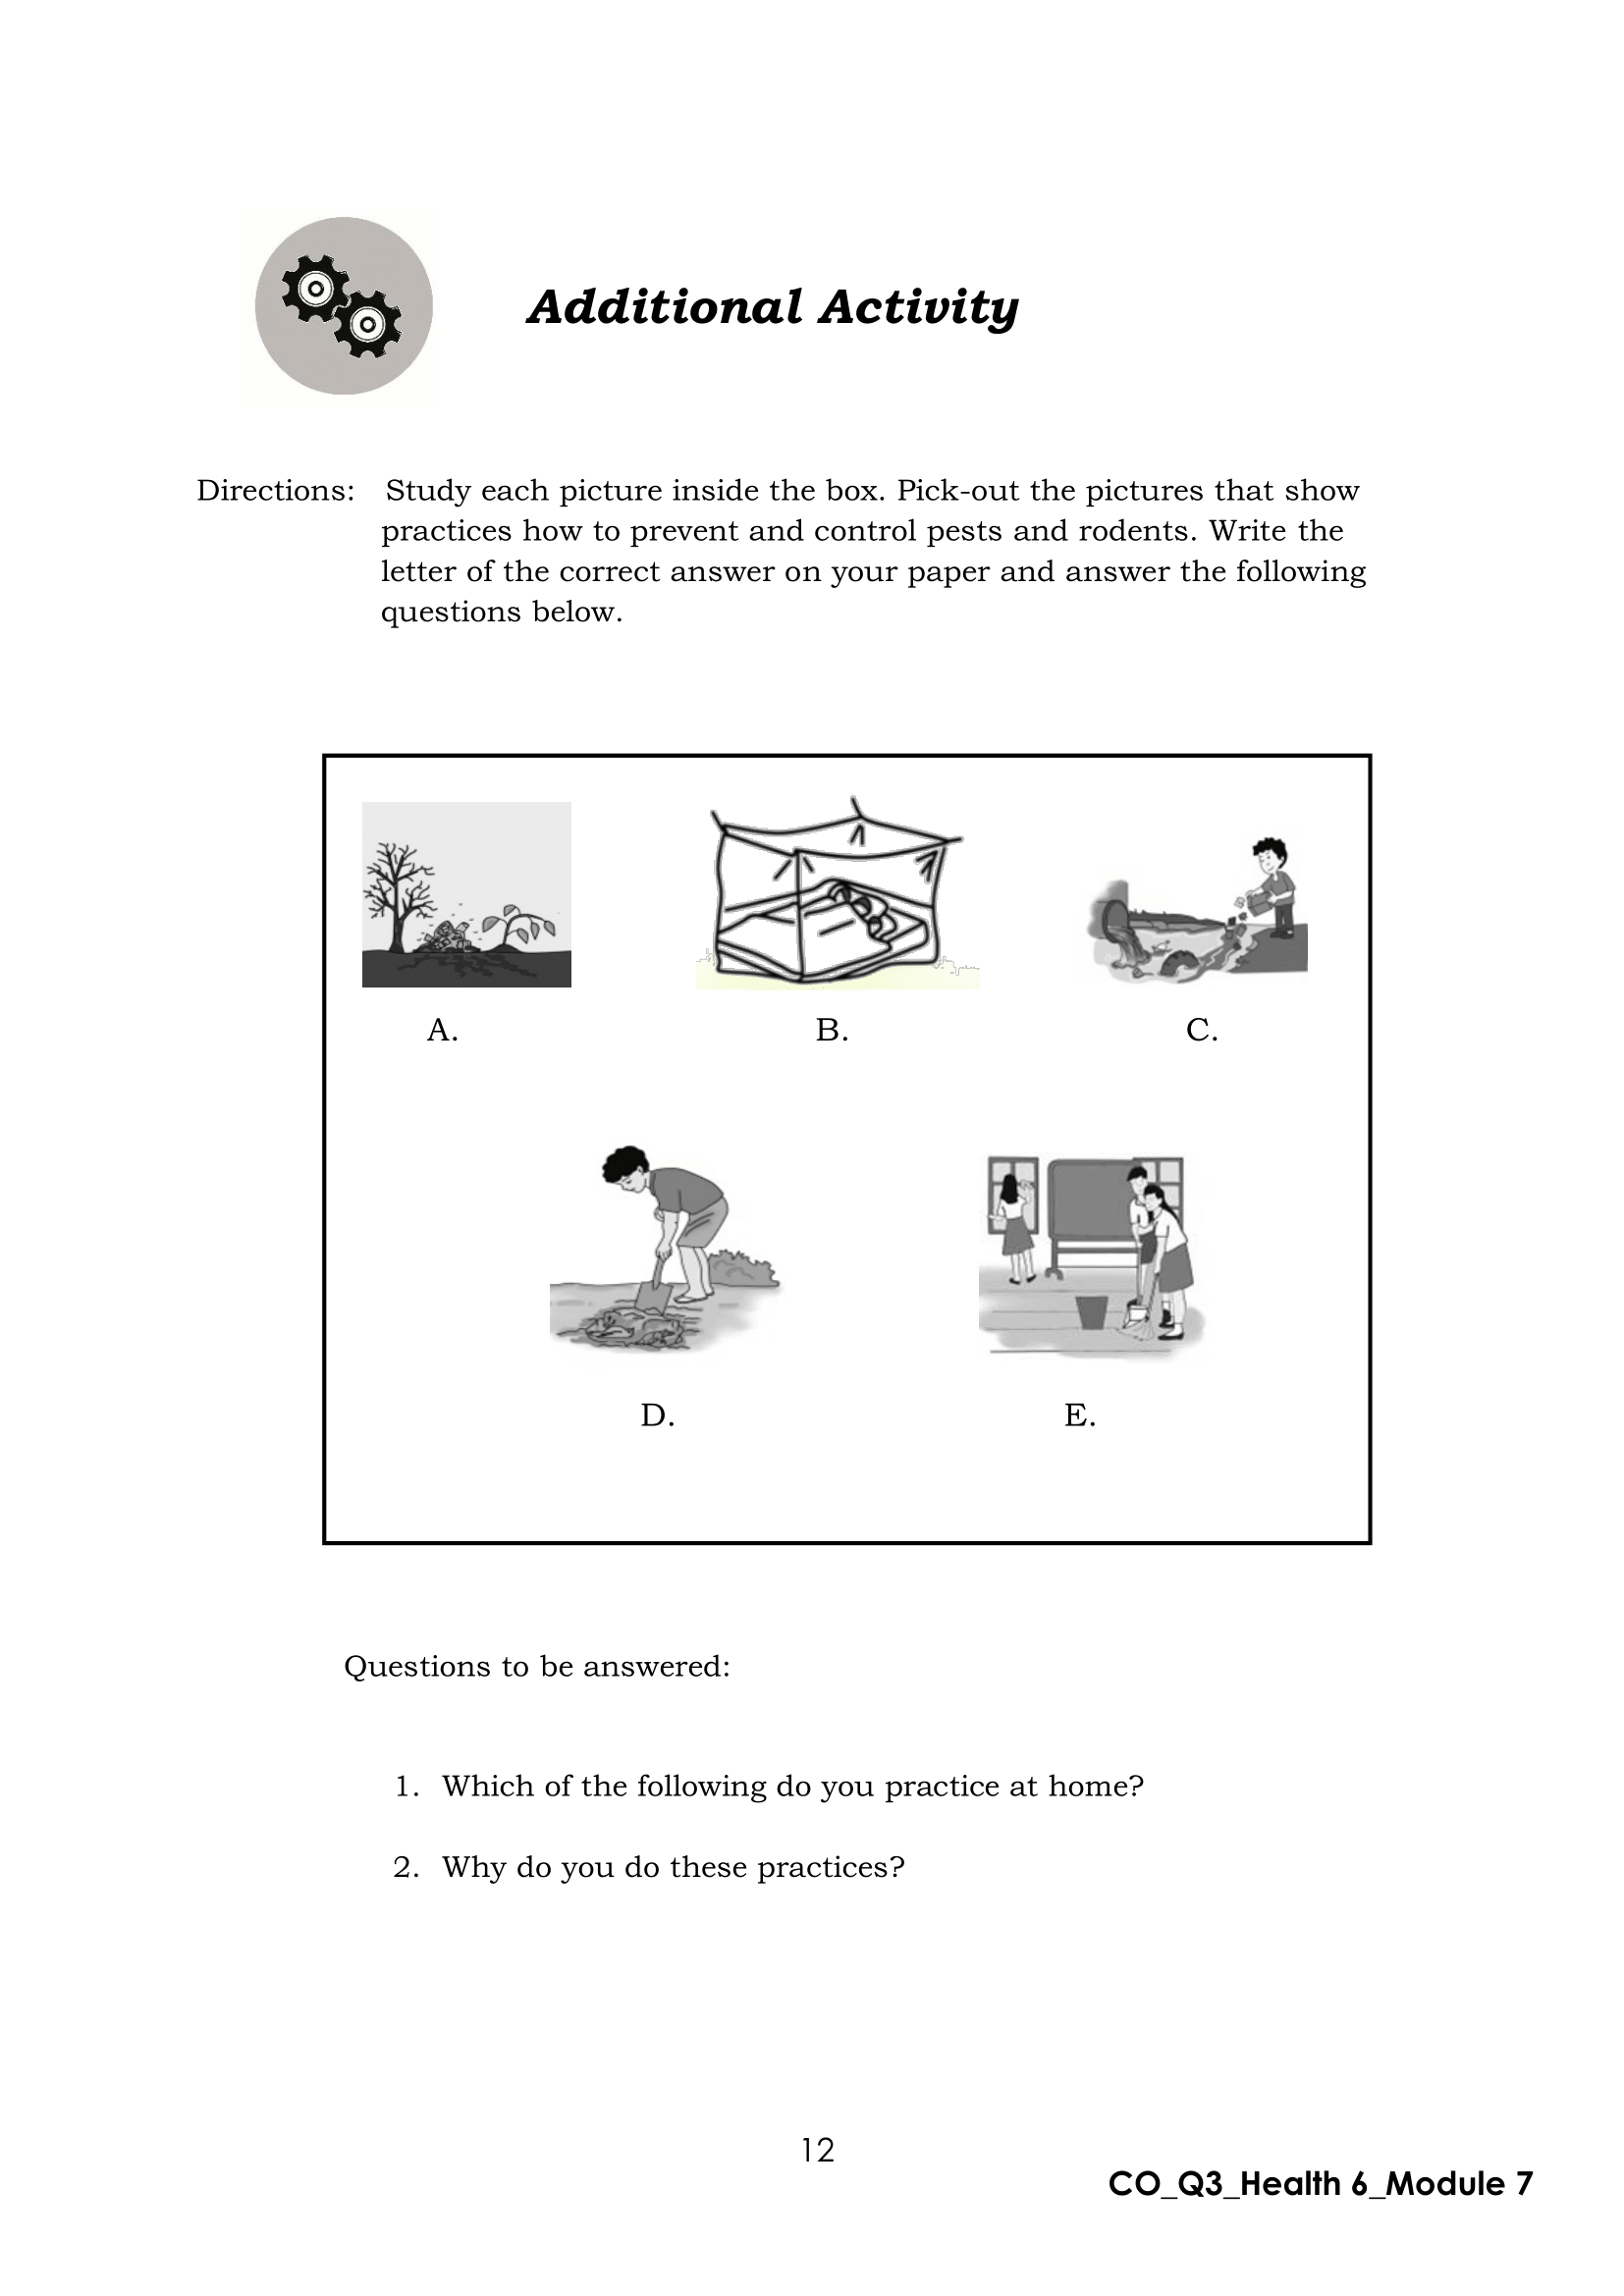 Additional Activity
Directions: Study each picture inside the box. Pick-out the pictures that show
practices how to prevent and control pests and rodents. Write the
letter of the correct answer on your paper and answer the following
questions below.
A.
B.
C.
D.
E.
Questions to be answered:
1. Which of the following do you practice at home?
2. Why do you do these practices?
12
CO_Q3_Health 6_Module 7